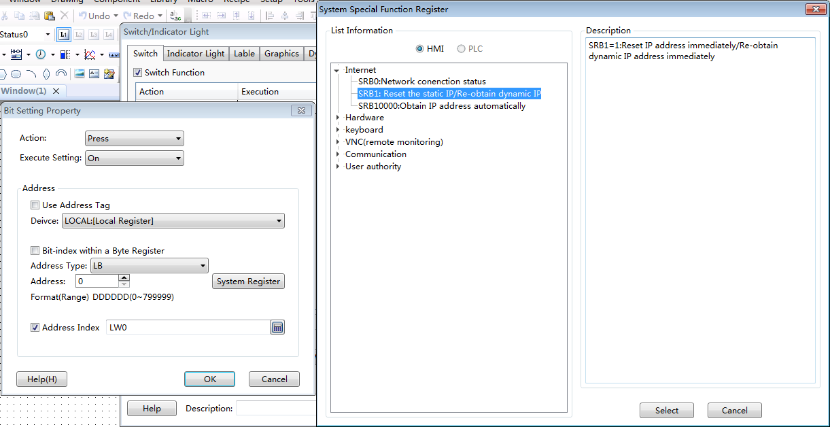 Window Drawing Component Library Macro Recipe Setup Tools
Undo Redo
Status0
Window(1)
Switch/Indicator Light
Switch Indicator Light Lable Graphics
Switch Function
Action Execution
Bit Setting Property
Action: Press
Execute Setting: On
Address
Use Address Tag
Deivce: LOCAL:[Local Register]
Bit-index within a Byte Register
Address Type: LB
Address: 0 System Register
Format(Range) DDDDDD(0~799999)
Address Index LW0
Help(H) OK Cancel
Help Description:
System Special Function Register
List Information
HMI PLC
Internet
SRB0:Network conenction status
SRB1: Reset the static IP/Re-obtain dynamic IP
SRB10000:Obtain IP address automatically
Hardware
keyboard
VNC(remote monitoring)
Communication
User authority
Description
SRB1=1:Reset IP address immediately/Re-obtain
dynamic IP address immediately
Select Cancel